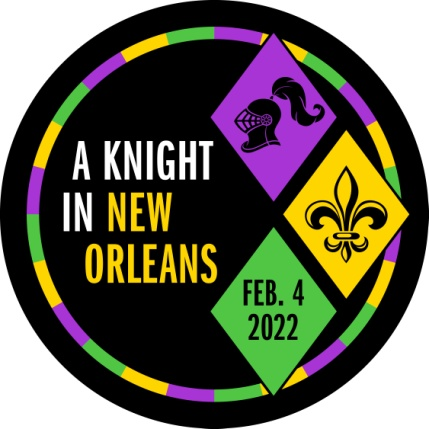 A KNIGHT
IN NEW
ORLEANS
FEB. 4
2022